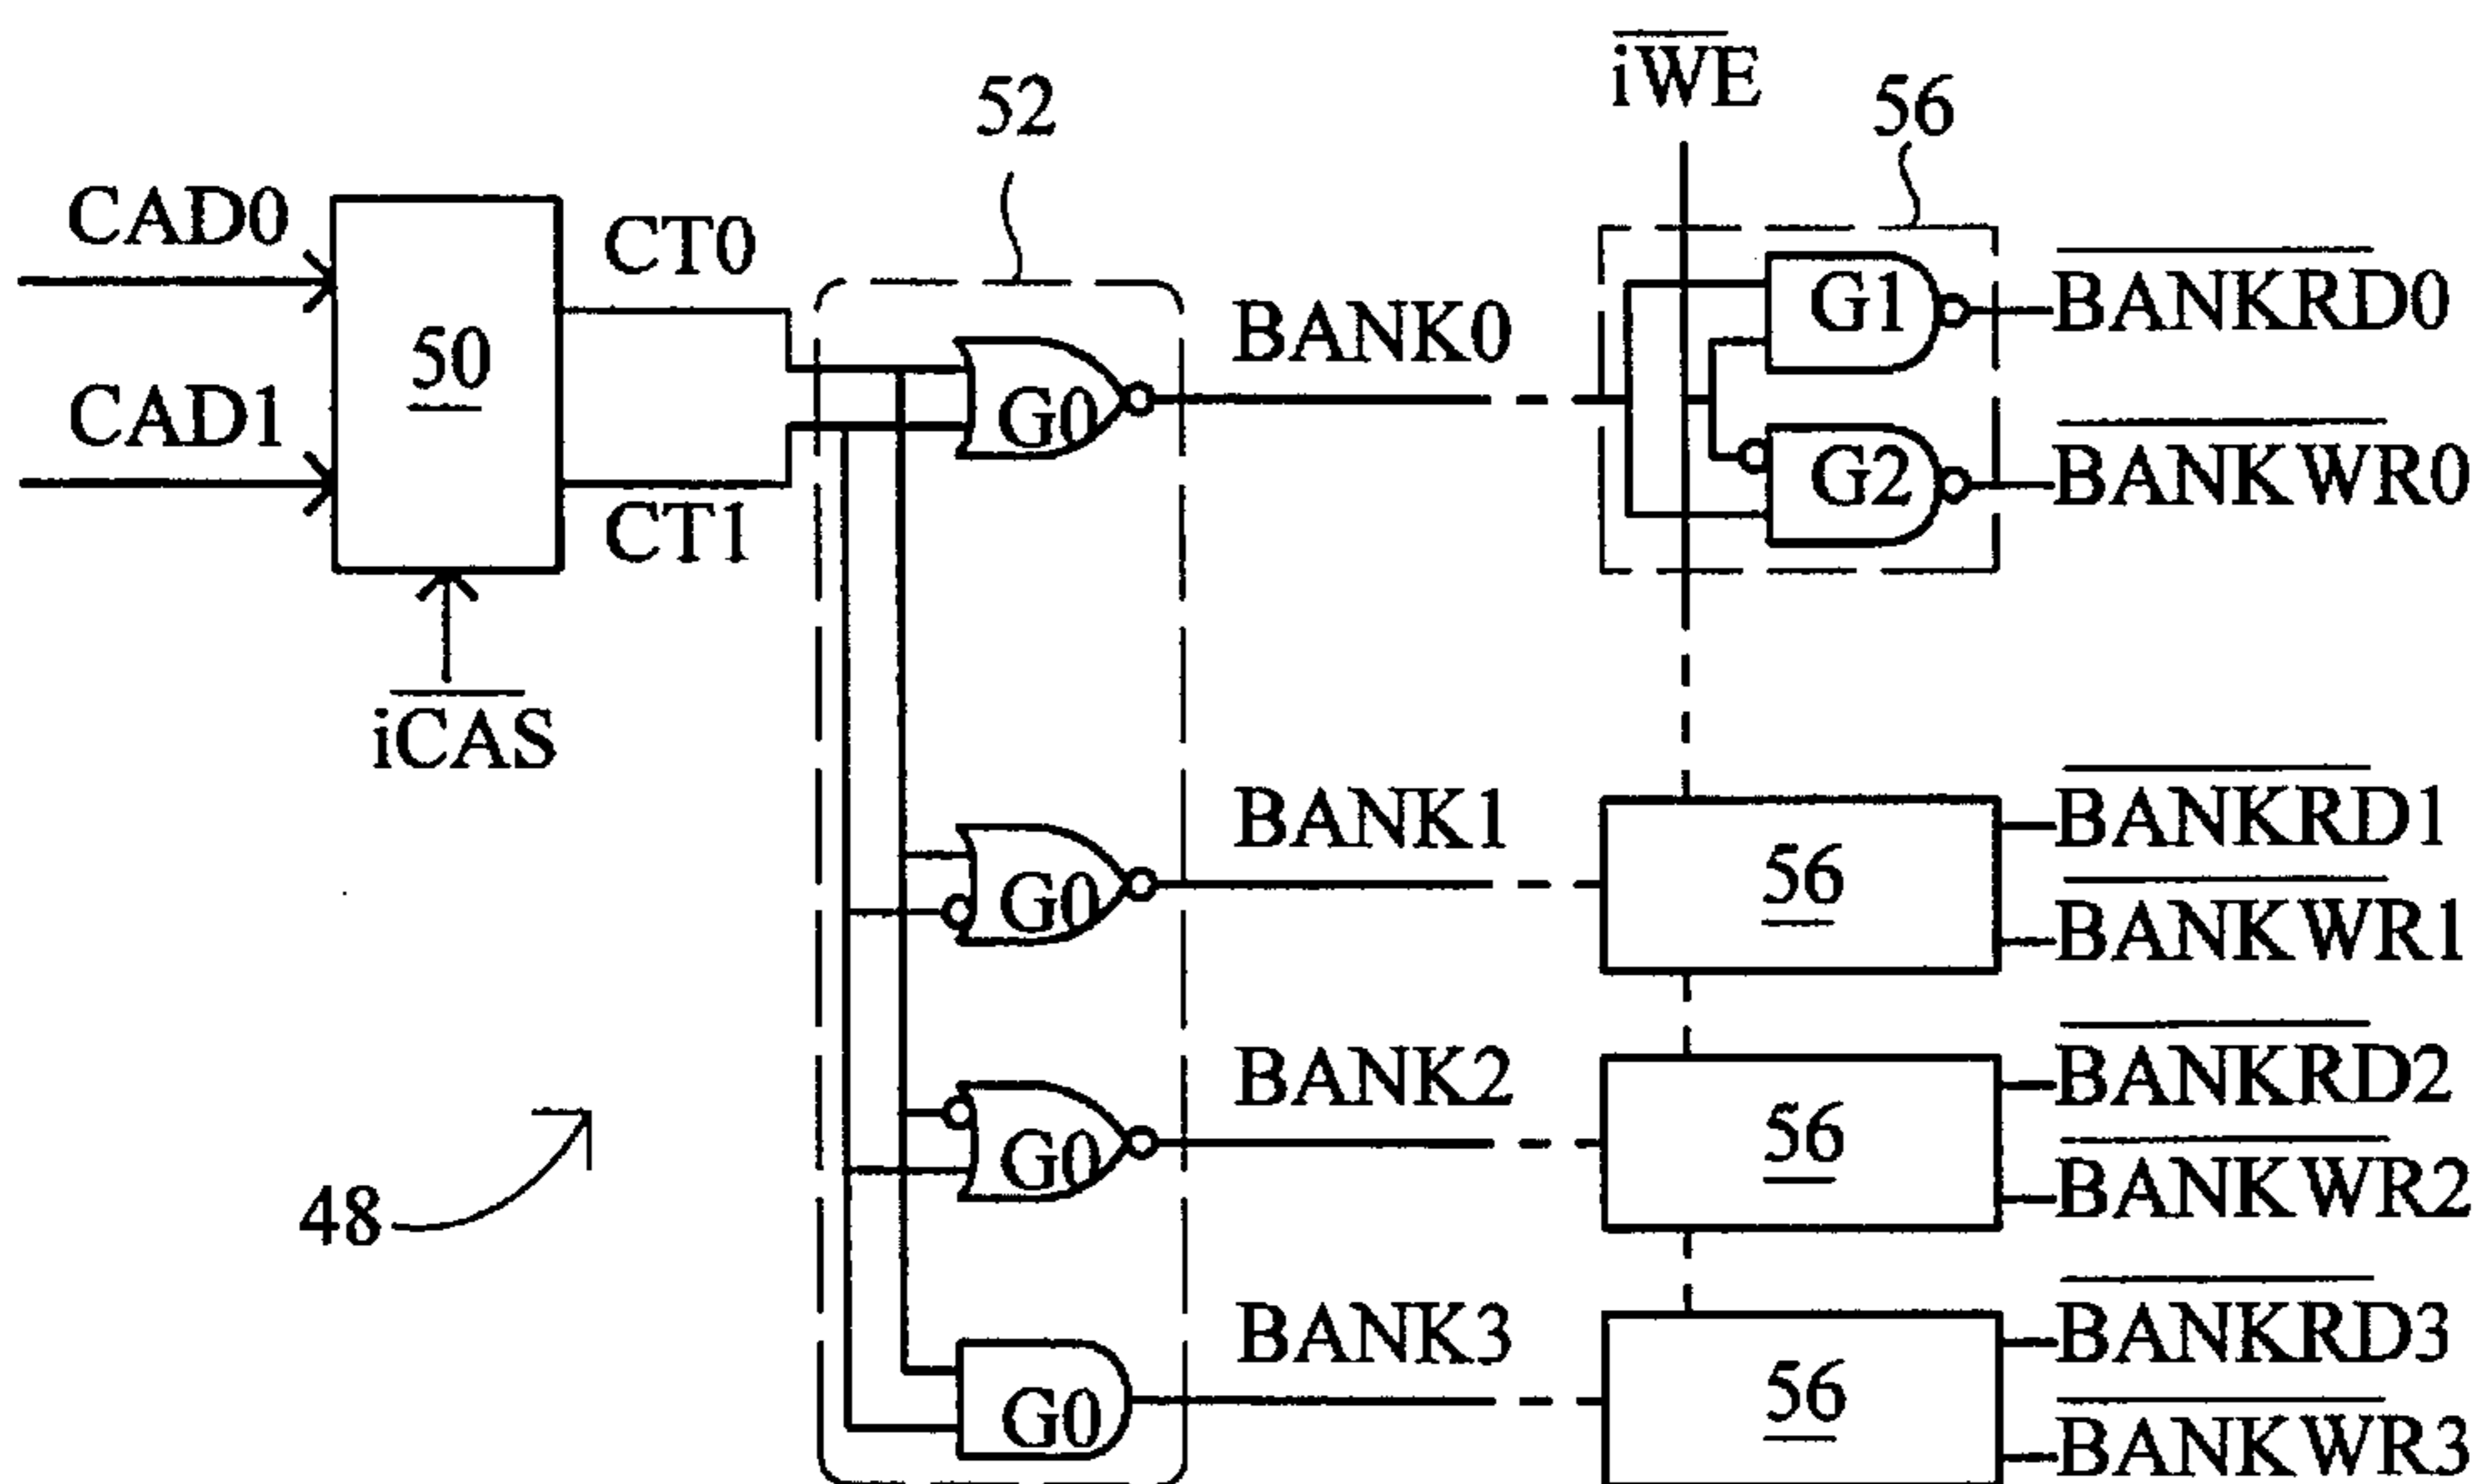 iWE
52
56
CAD0
CT0
G1
BANKRD0
50
BANK0
CAD1
G0
G2
BANKWR0
CT1
iCAS
BANK1
BANKRD1
G0
56
BANKWR1
BANK2
BANKRD2
G0
56
BANKWR2
48
BANK3
BANKRD3
G0
56
BANKWR3